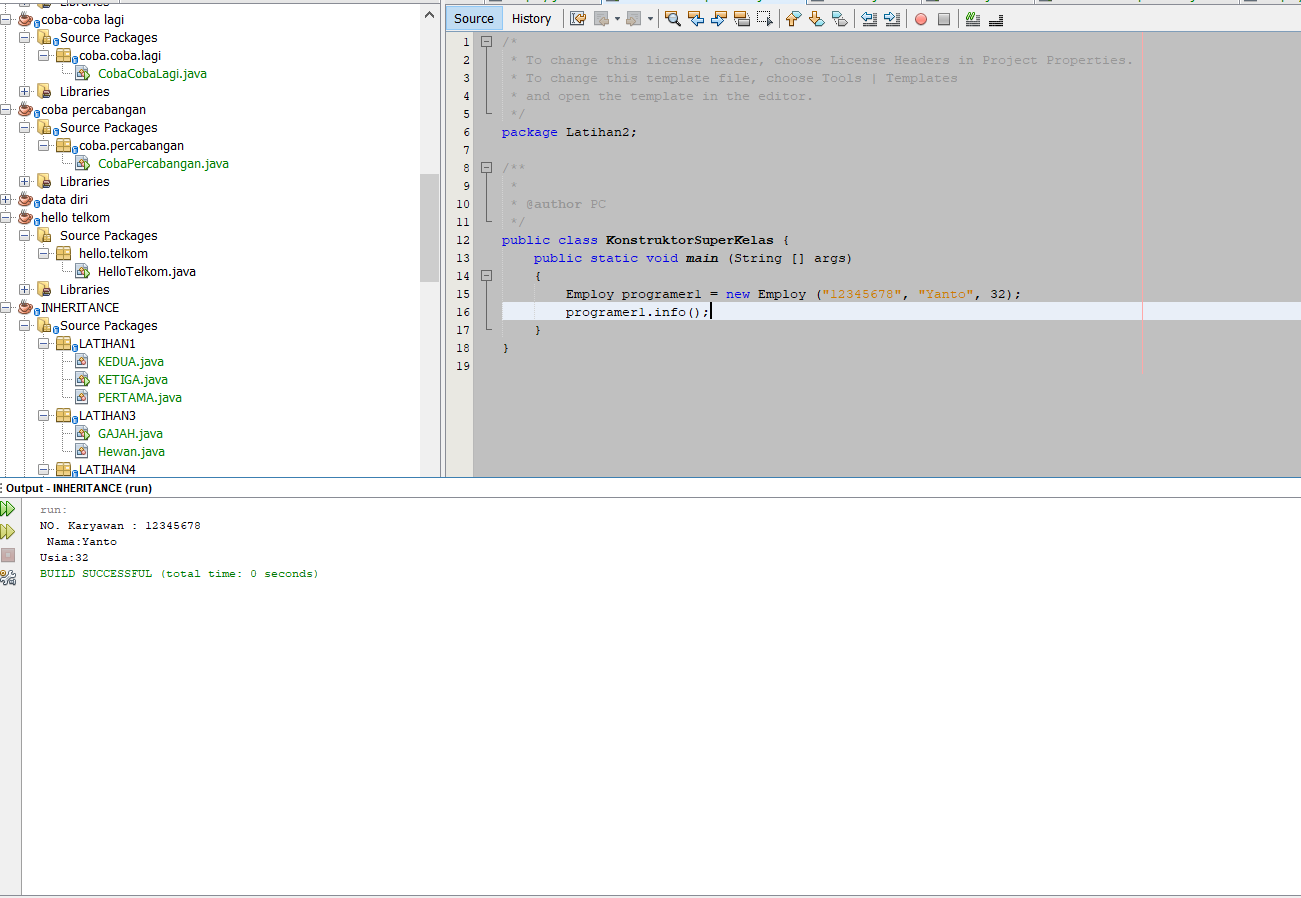 coba-coba lagi
Source Packages
coba.coba.lagi
CobaCobaLagi.java
Libraries
coba percabangan
Source Packages
coba.percabangan
CobaPercabangan.java
Libraries
data diri
hello telkom
Source Packages
hello.telkom
HelloTelkom.java
Libraries
INHERITANCE
Source Packages
LATIHAN1
KEDUA.java
KETIGA.java
PERTAMA.java
LATIHAN3
GAJAH.java
Hewan.java
LATIHAN4
Source History
1 /*
2 * To change this license header, choose License Headers in Project Properties.
3 * To change this template file, choose Tools | Templates
4 * and open the template in the editor.
5 */
6 package Latihan2;
7
8 /**
9 *
10 * @author PC
11 */
12 public class KonstruktorSuperKelas {
13 public static void main (String [] args)
14 {
15 Employ programer1 = new Employ ("12345678", "Yanto", 32);
16 programer1.info();
17 }
18 }
19
Output - INHERITANCE (run)
run:
NO. Karyawan : 12345678
Nama:Yanto
Usia:32
BUILD SUCCESSFUL (total time: 0 seconds)